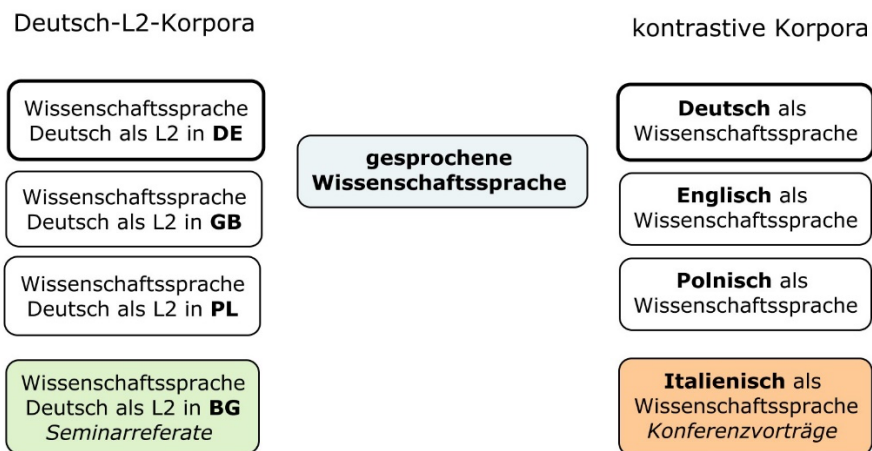 Deutsch-L2-Korpora
Wissenschaftssprache
Deutsch als L2 in DE
Wissenschaftssprache
Deutsch als L2 in GB
Wissenschaftssprache
Deutsch als L2 in PL
Wissenschaftssprache
Deutsch als L2 in BG
Seminarreferate
gesprochene
Wissenschaftssprache
kontrastive Korpora
Deutsch als
Wissenschaftssprache
Englisch als
Wissenschaftssprache
Polnisch als
Wissenschaftssprache
Italienisch als
Wissenschaftssprache
Konferenzvorträge